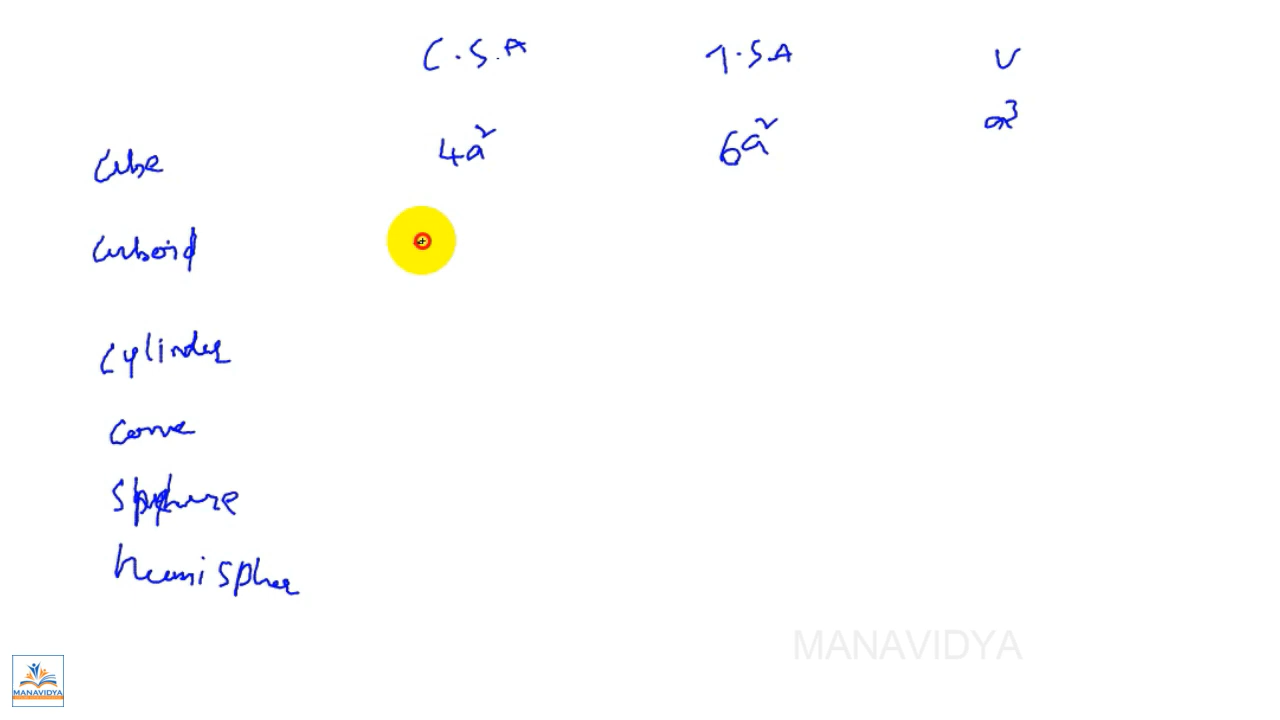 C.S.A T.S.A V
Cube 4a² 6a² a³
Cuboid
Cylinder
Cone
Sphere
hemisphere
MANAVIDYA
MANAVIDYA